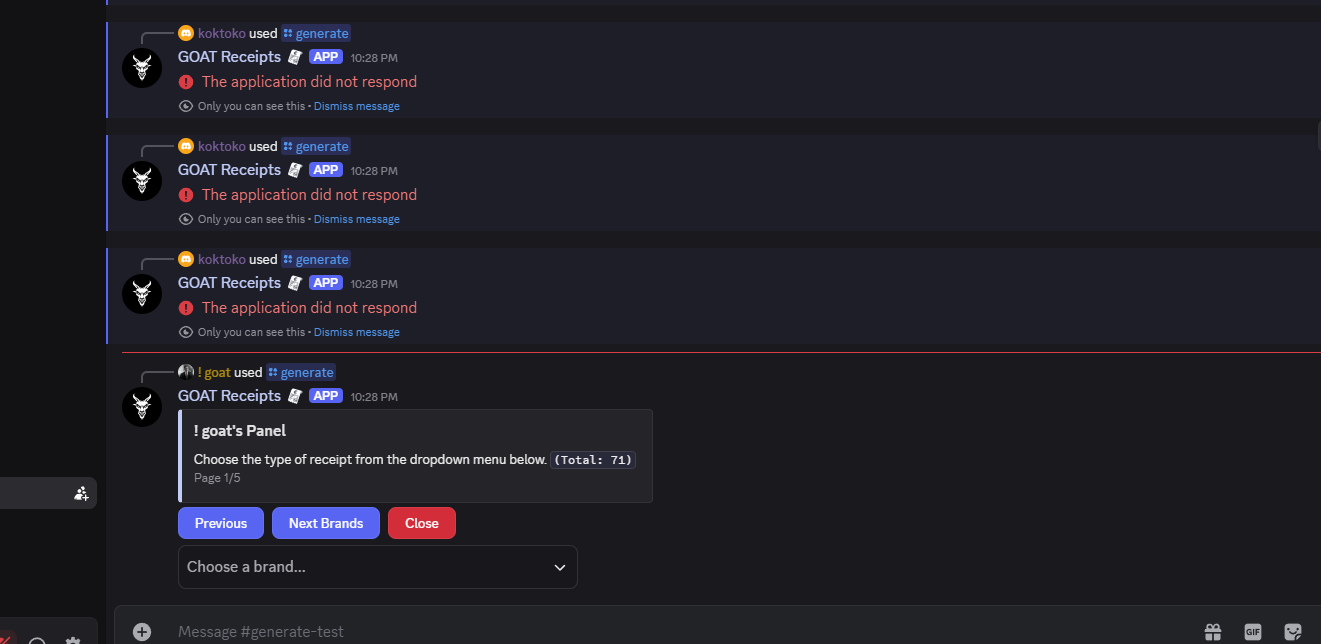 koktoko used generate
GOAT Receipts APP 10:28 PM
The application did not respond
Only you can see this • Dismiss message
koktoko used generate
GOAT Receipts APP 10:28 PM
The application did not respond
Only you can see this • Dismiss message
koktoko used generate
GOAT Receipts APP 10:28 PM
The application did not respond
Only you can see this • Dismiss message
! goat used generate
GOAT Receipts APP 10:28 PM
! goat's Panel
Choose the type of receipt from the dropdown menu below. (Total: 71)
Page 1/5
Previous Next Brands Close
Choose a brand...
Message #generate-test
GIF